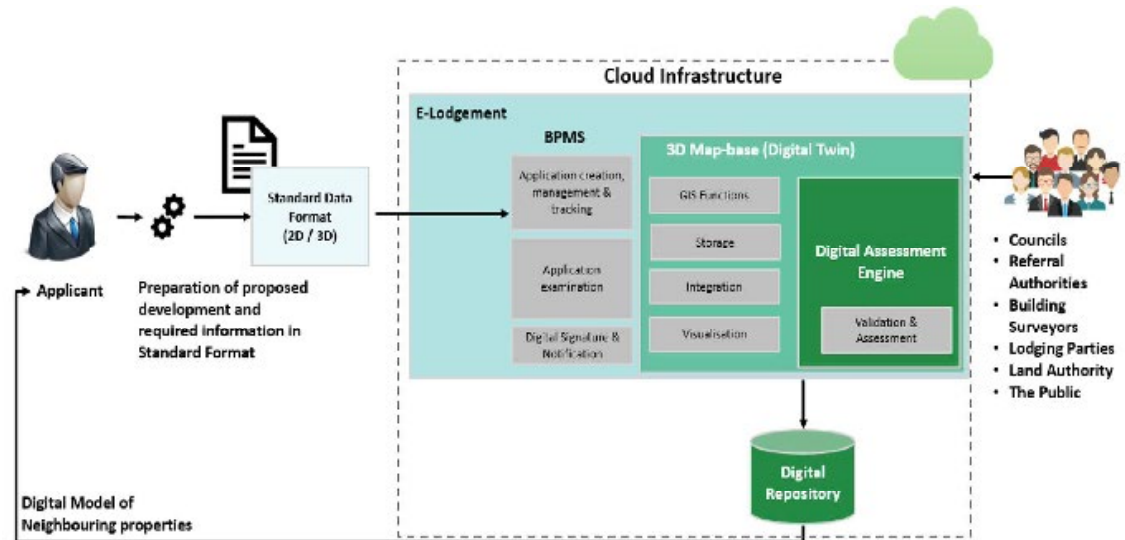 Cloud Infrastructure
E-Lodgement
BPMS
Application creation,
management &
tracking
Application
examination
Digital Signature &
Notification
3D Map-base (Digital Twin)
GIS Functions
Storage
Integration
Visualisation
Digital Assessment
Engine
Validation &
Assessment
Standard Data
Format
(2D / 3D)
Applicant
Preparation of proposed
development and
required information in
Standard Format
• Councils
• Referral
Authorities
• Building
Surveyors
• Lodging Parties
• Land Authority
• The Public
Digital
Repository
Digital Model of
Neighbouring properties